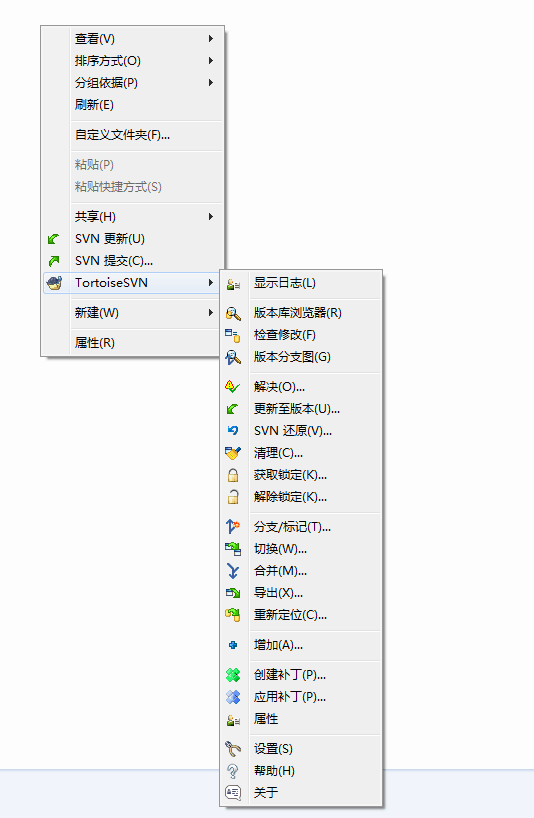 查看(V)
排序方式(O)
分组依据(P)
刷新(E)
自定义文件夹(F)...
粘贴(P)
粘贴快捷方式(S)
共享(H)
SVN 更新(U)
SVN 提交(C)...
TortoiseSVN
新建(W)
属性(R)
显示日志(L)
版本库浏览器(R)
检查修改(F)
版本分支图(G)
解决(O)...
更新至版本(U)...
SVN 还原(V)...
清理(C)...
获取锁定(K)...
解除锁定(K)...
分支/标记(T)...
切换(W)...
合并(M)...
导出(X)...
重新定位(C)...
增加(A)...
创建补丁(P)...
应用补丁(P)...
属性
设置(S)
帮助(H)
关于